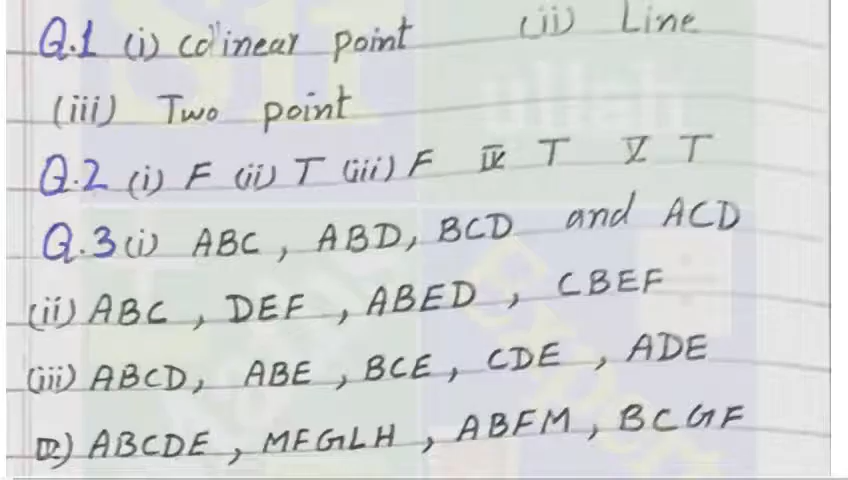 Q.1 (i) Colinear point (ii) Line
(iii) Two point
Q.2 (i) F (ii) T (iii) F IV T V T
Q.3 (i) ABC, ABD, BCD and ACD
(ii) ABC, DEF, ABED, CBEF
(iii) ABCD, ABE, BCE, CDE, ADE
IV) ABCDE, MFGLH, ABFM, BCGF